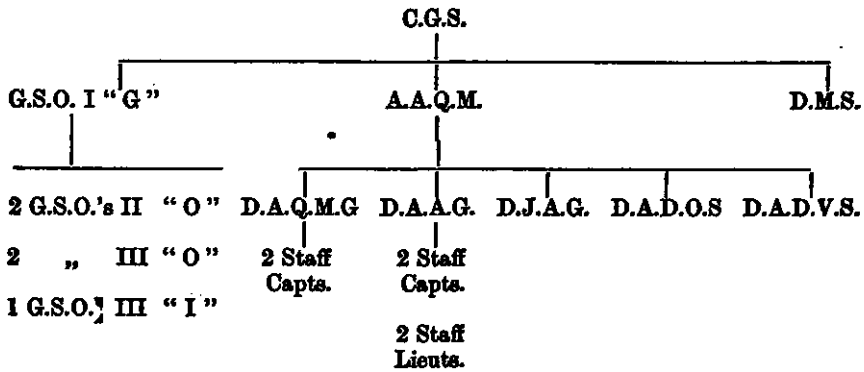 C.G.S.
G.S.O. I “G” A.A.Q.M. D.M.S.
2 G.S.O.'s II “O” D.A.Q.M.G D.A.A.G. D.J.A.G. D.A.D.O.S D.A.D.V.S.
2 „ III “O” 2 Staff 2 Staff
Capts. Capts.
1 G.S.O. III “I”
2 Staff
Lieuts.